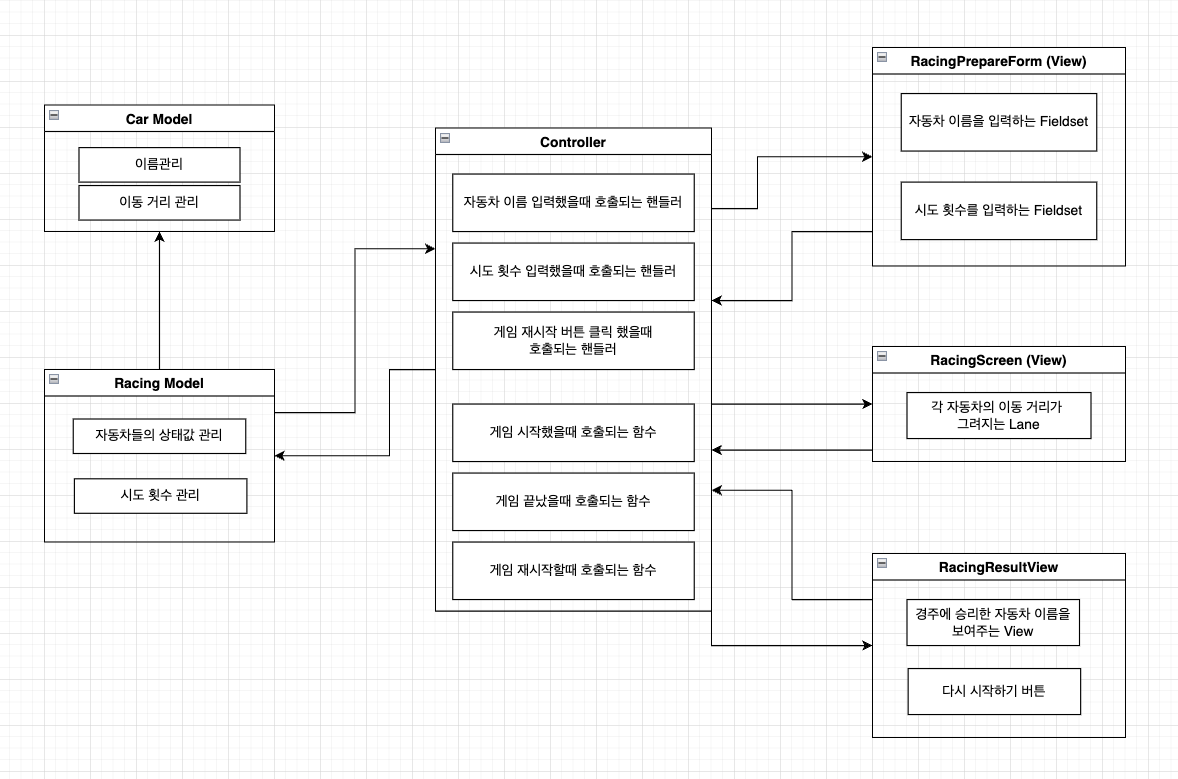 Car Model
이름관리
이동 거리 관리
Racing Model
자동차들의 상태값 관리
시도 횟수 관리
Controller
자동차 이름 입력했을때 호출되는 핸들러
시도 횟수 입력했을때 호출되는 핸들러
게임 재시작 버튼 클릭 했을때
호출되는 핸들러
게임 시작했을때 호출되는 함수
게임 끝났을때 호출되는 함수
게임 재시작할때 호출되는 함수
RacingPrepareForm (View)
자동차 이름을 입력하는 Fieldset
시도 횟수를 입력하는 Fieldset
RacingScreen (View)
각 자동차의 이동 거리가
그려지는 Lane
RacingResultView
경주에 승리한 자동차 이름을
보여주는 View
다시 시작하기 버튼